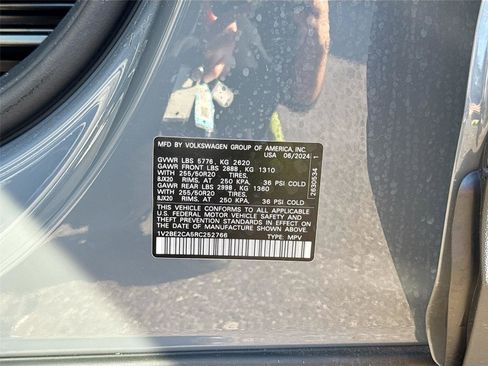 MFD BY VOLKSWAGEN GROUP OF AMERICA, INC.
USA 06/2024 1
GVWR LBS 5776, KG 2620
GAWR FRONT LBS 2888, KG 1310
WITH 255/50R20 TIRES,
8JX20 RIMS, AT 250 KPA, 36 PSI COLD
GAWR REAR LBS 2998, KG 1360
WITH 255/50R20 TIRES,
8JX20 RIMS, AT 250 KPA, 36 PSI COLD
THIS VEHICLE CONFORMS TO ALL APPLICABLE
U.S. FEDERAL MOTOR VEHICLE SAFETY AND
THEFT PREVENTION STANDARDS IN EFFECT ON THE
DATE OF MANUFACTURE SHOWN ABOVE.
1V2BE2CA5RC252766 TYPE: MPV
2630534